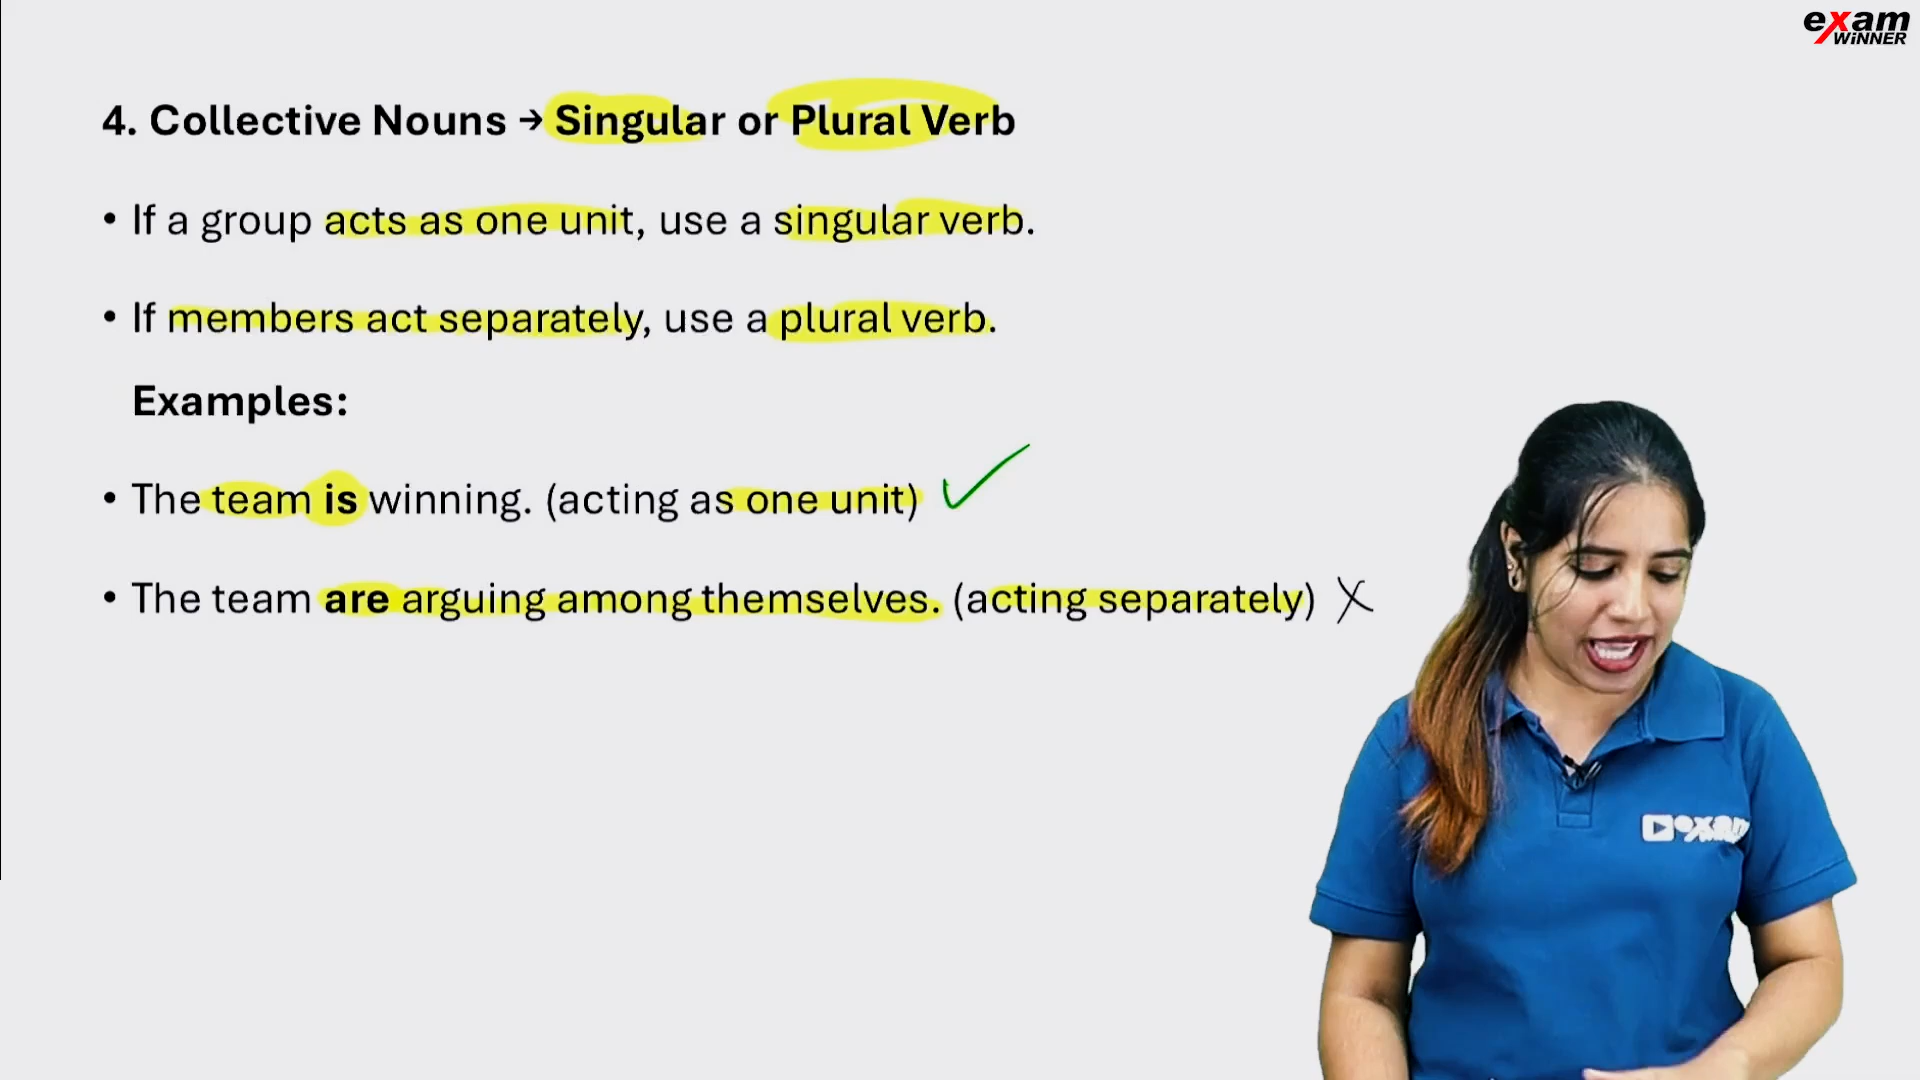 exam
WiNNER
4. Collective Nouns → Singular or Plural Verb
• If a group acts as one unit, use a singular verb.
• If members act separately, use a plural verb.
Examples:
• The team is winning. (acting as one unit) ✓
• The team are arguing among themselves. (acting separately) X
exam